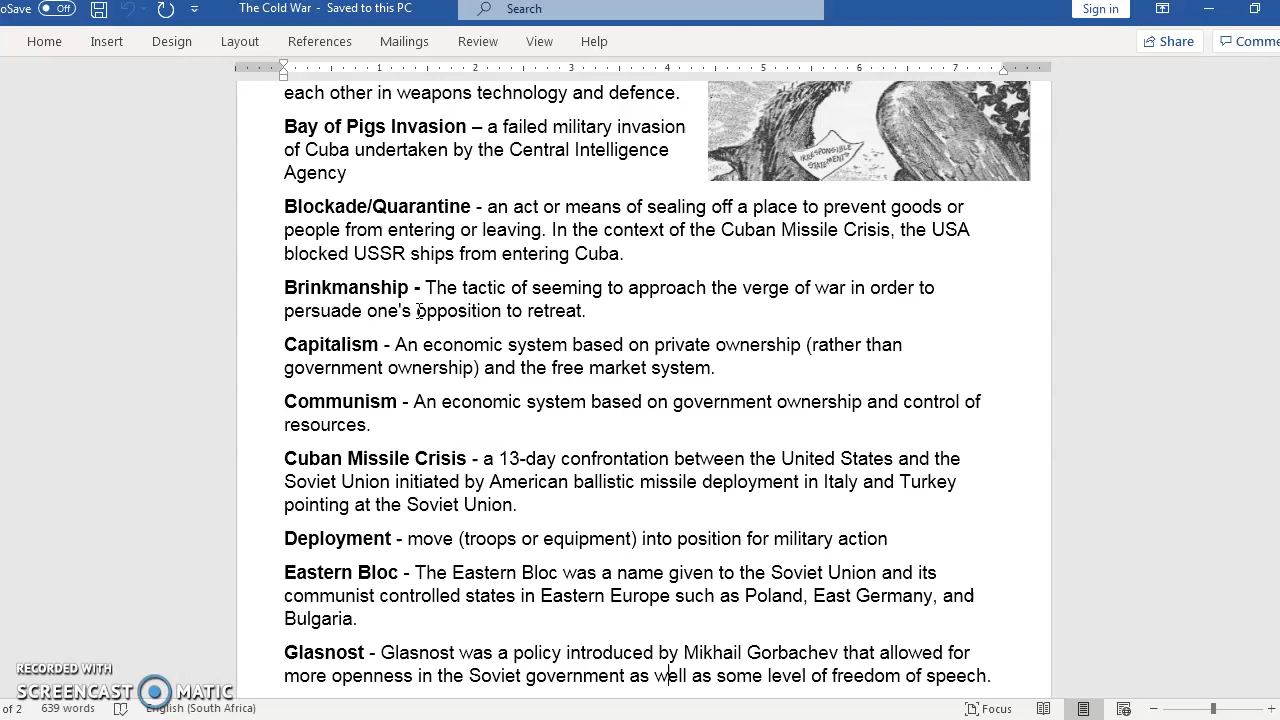 oSave Off The Cold War - Saved to this PC Search Sign in
Home Insert Design Layout References Mailings Review View Help Share Comme
1 2 3 4 5 6 7
each other in weapons technology and defence.
Bay of Pigs Invasion – a failed military invasion
of Cuba undertaken by the Central Intelligence
Agency
IRRESPONSIBLE
STATEMENT
Blockade/Quarantine - an act or means of sealing off a place to prevent goods or
people from entering or leaving. In the context of the Cuban Missile Crisis, the USA
blocked USSR ships from entering Cuba.
Brinkmanship - The tactic of seeming to approach the verge of war in order to
persuade one's opposition to retreat.
Capitalism - An economic system based on private ownership (rather than
government ownership) and the free market system.
Communism - An economic system based on government ownership and control of
resources.
Cuban Missile Crisis - a 13-day confrontation between the United States and the
Soviet Union initiated by American ballistic missile deployment in Italy and Turkey
pointing at the Soviet Union.
Deployment - move (troops or equipment) into position for military action
Eastern Bloc - The Eastern Bloc was a name given to the Soviet Union and its
communist controlled states in Eastern Europe such as Poland, East Germany, and
Bulgaria.
Glasnost - Glasnost was a policy introduced by Mikhail Gorbachev that allowed for
more openness in the Soviet government as well as some level of freedom of speech.
RECORDED WITH
SCREENCAST MATIC
of 2 639 words English (South Africa) Focus